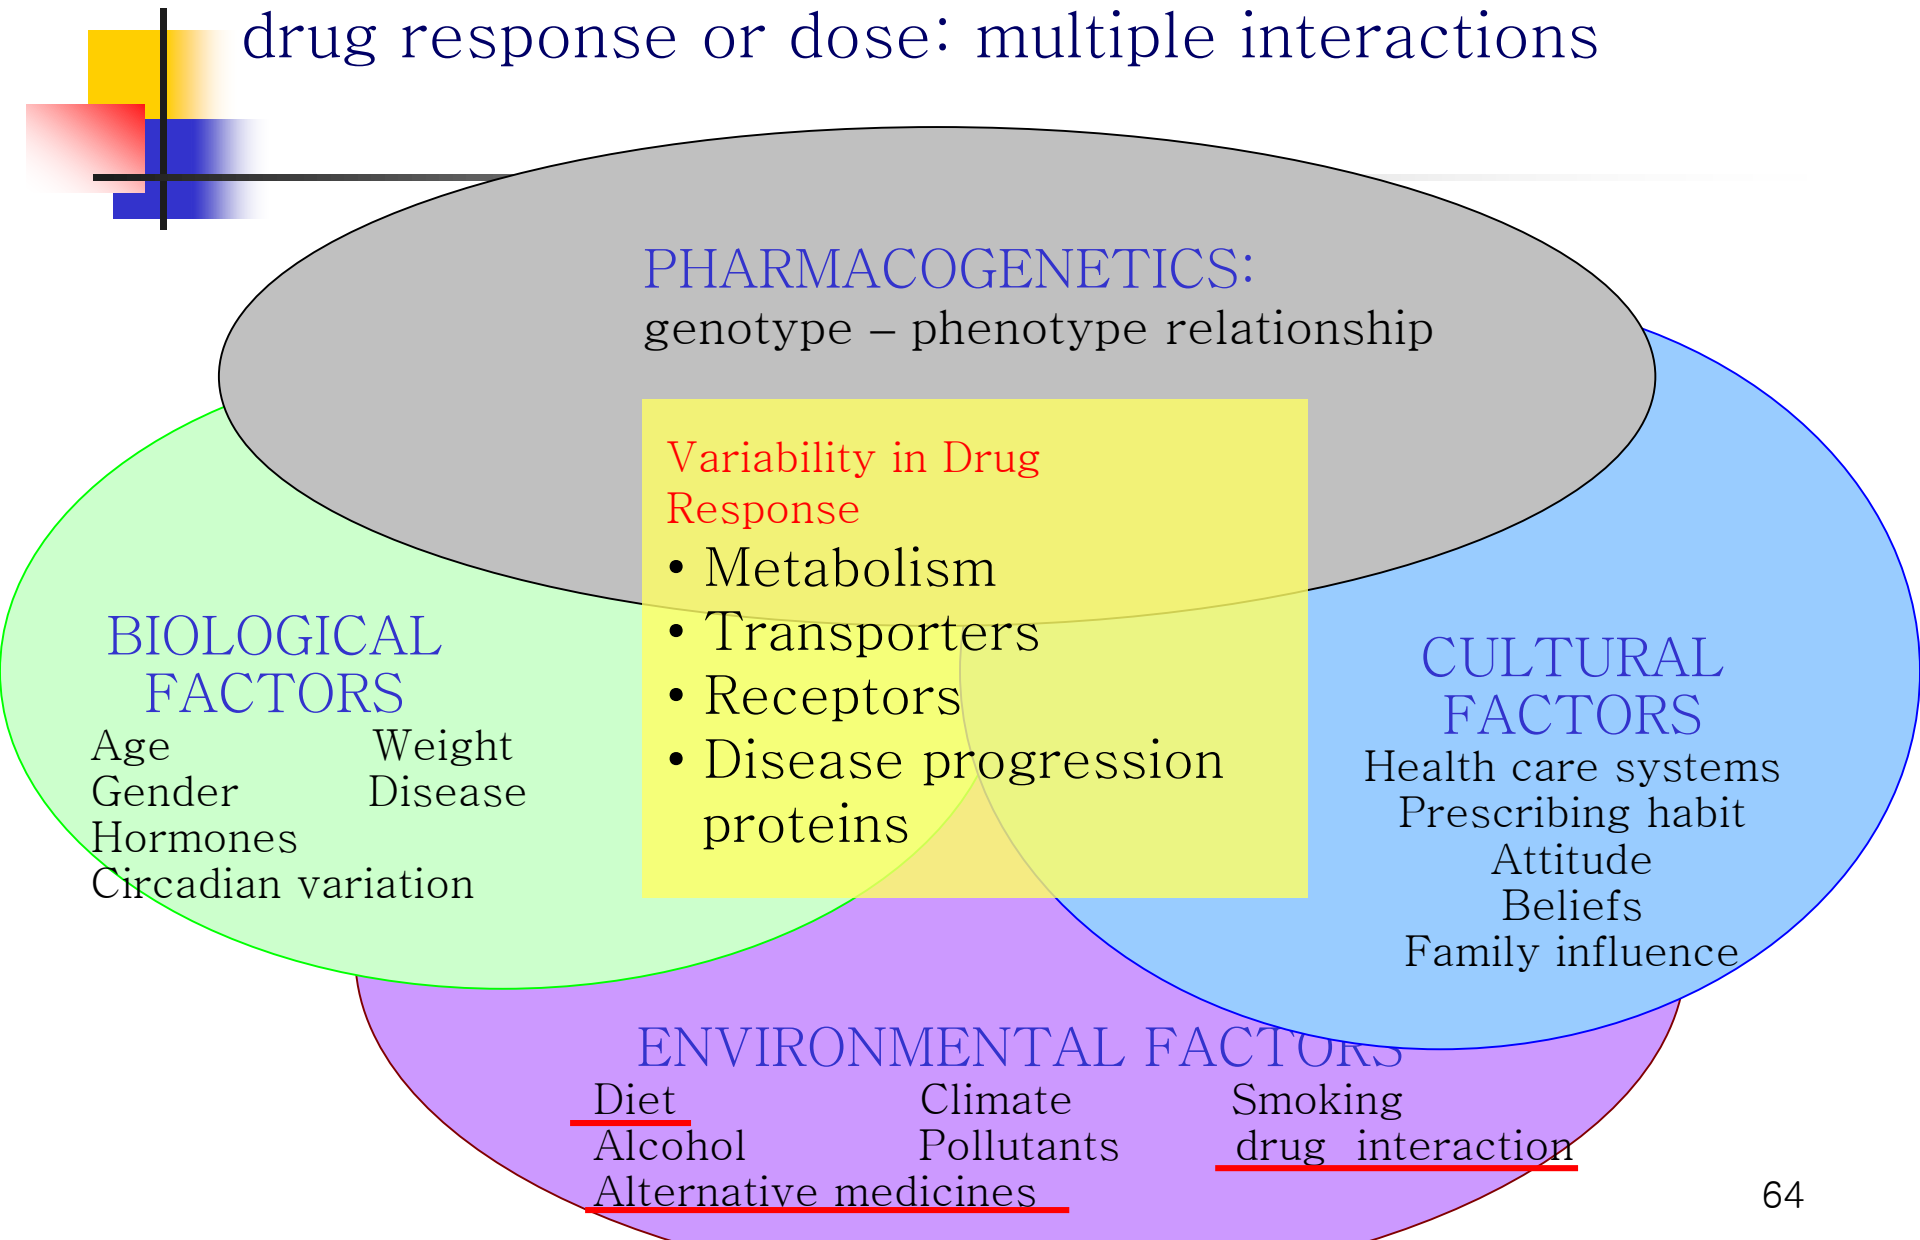 drug response or dose: multiple interactions
PHARMACOGENETICS:
genotype – phenotype relationship
Variability in Drug
Response
• Metabolism
• Transporters
• Receptors
• Disease progression
proteins
BIOLOGICAL
FACTORS
Age Weight
Gender Disease
Hormones
Circadian variation
CULTURAL
FACTORS
Health care systems
Prescribing habit
Attitude
Beliefs
Family influence
ENVIRONMENTAL FACTORS
Diet Climate Smoking
Alcohol Pollutants drug interaction
Alternative medicines
64